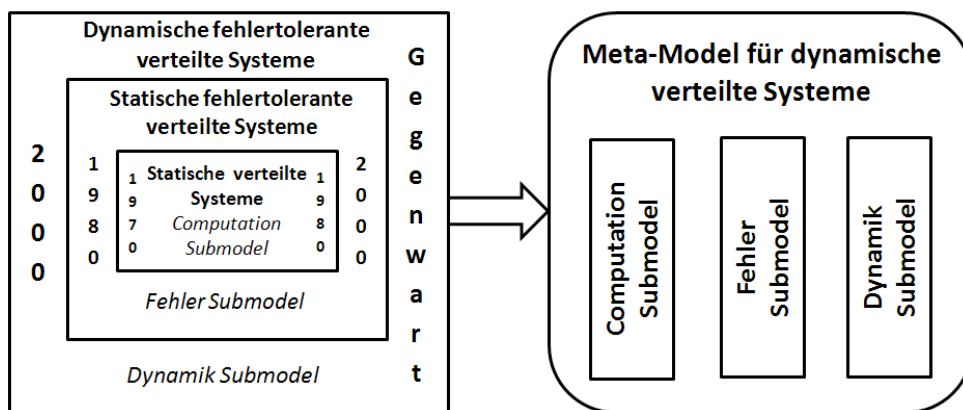 Dynamische fehlertolerante
verteilte Systeme
Statische fehlertolerante
verteilte Systeme
Statische verteilte
Systeme
Computation
Submodel
1970
1980
Fehler Submodel
1980
2000
Dynamik Submodel
2000
Gegenwart
Meta-Model für dynamische
verteilte Systeme
Computation
Submodel
Fehler
Submodel
Dynamik
Submodel